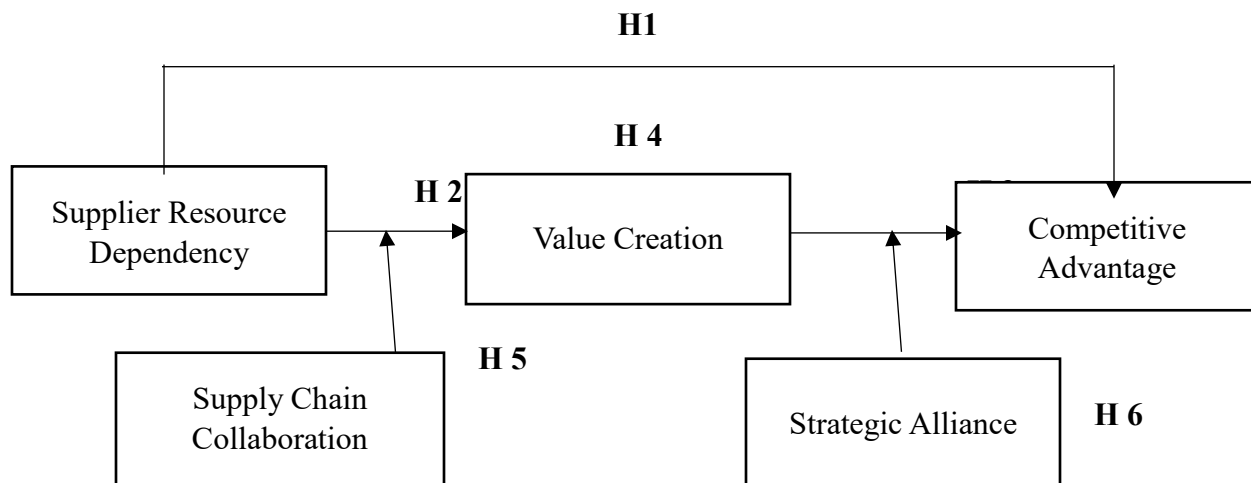 H1
H 4
H 2
Supplier Resource
Dependency
Value Creation
Competitive
Advantage
H 5
Supply Chain
Collaboration
Strategic Alliance
H 6